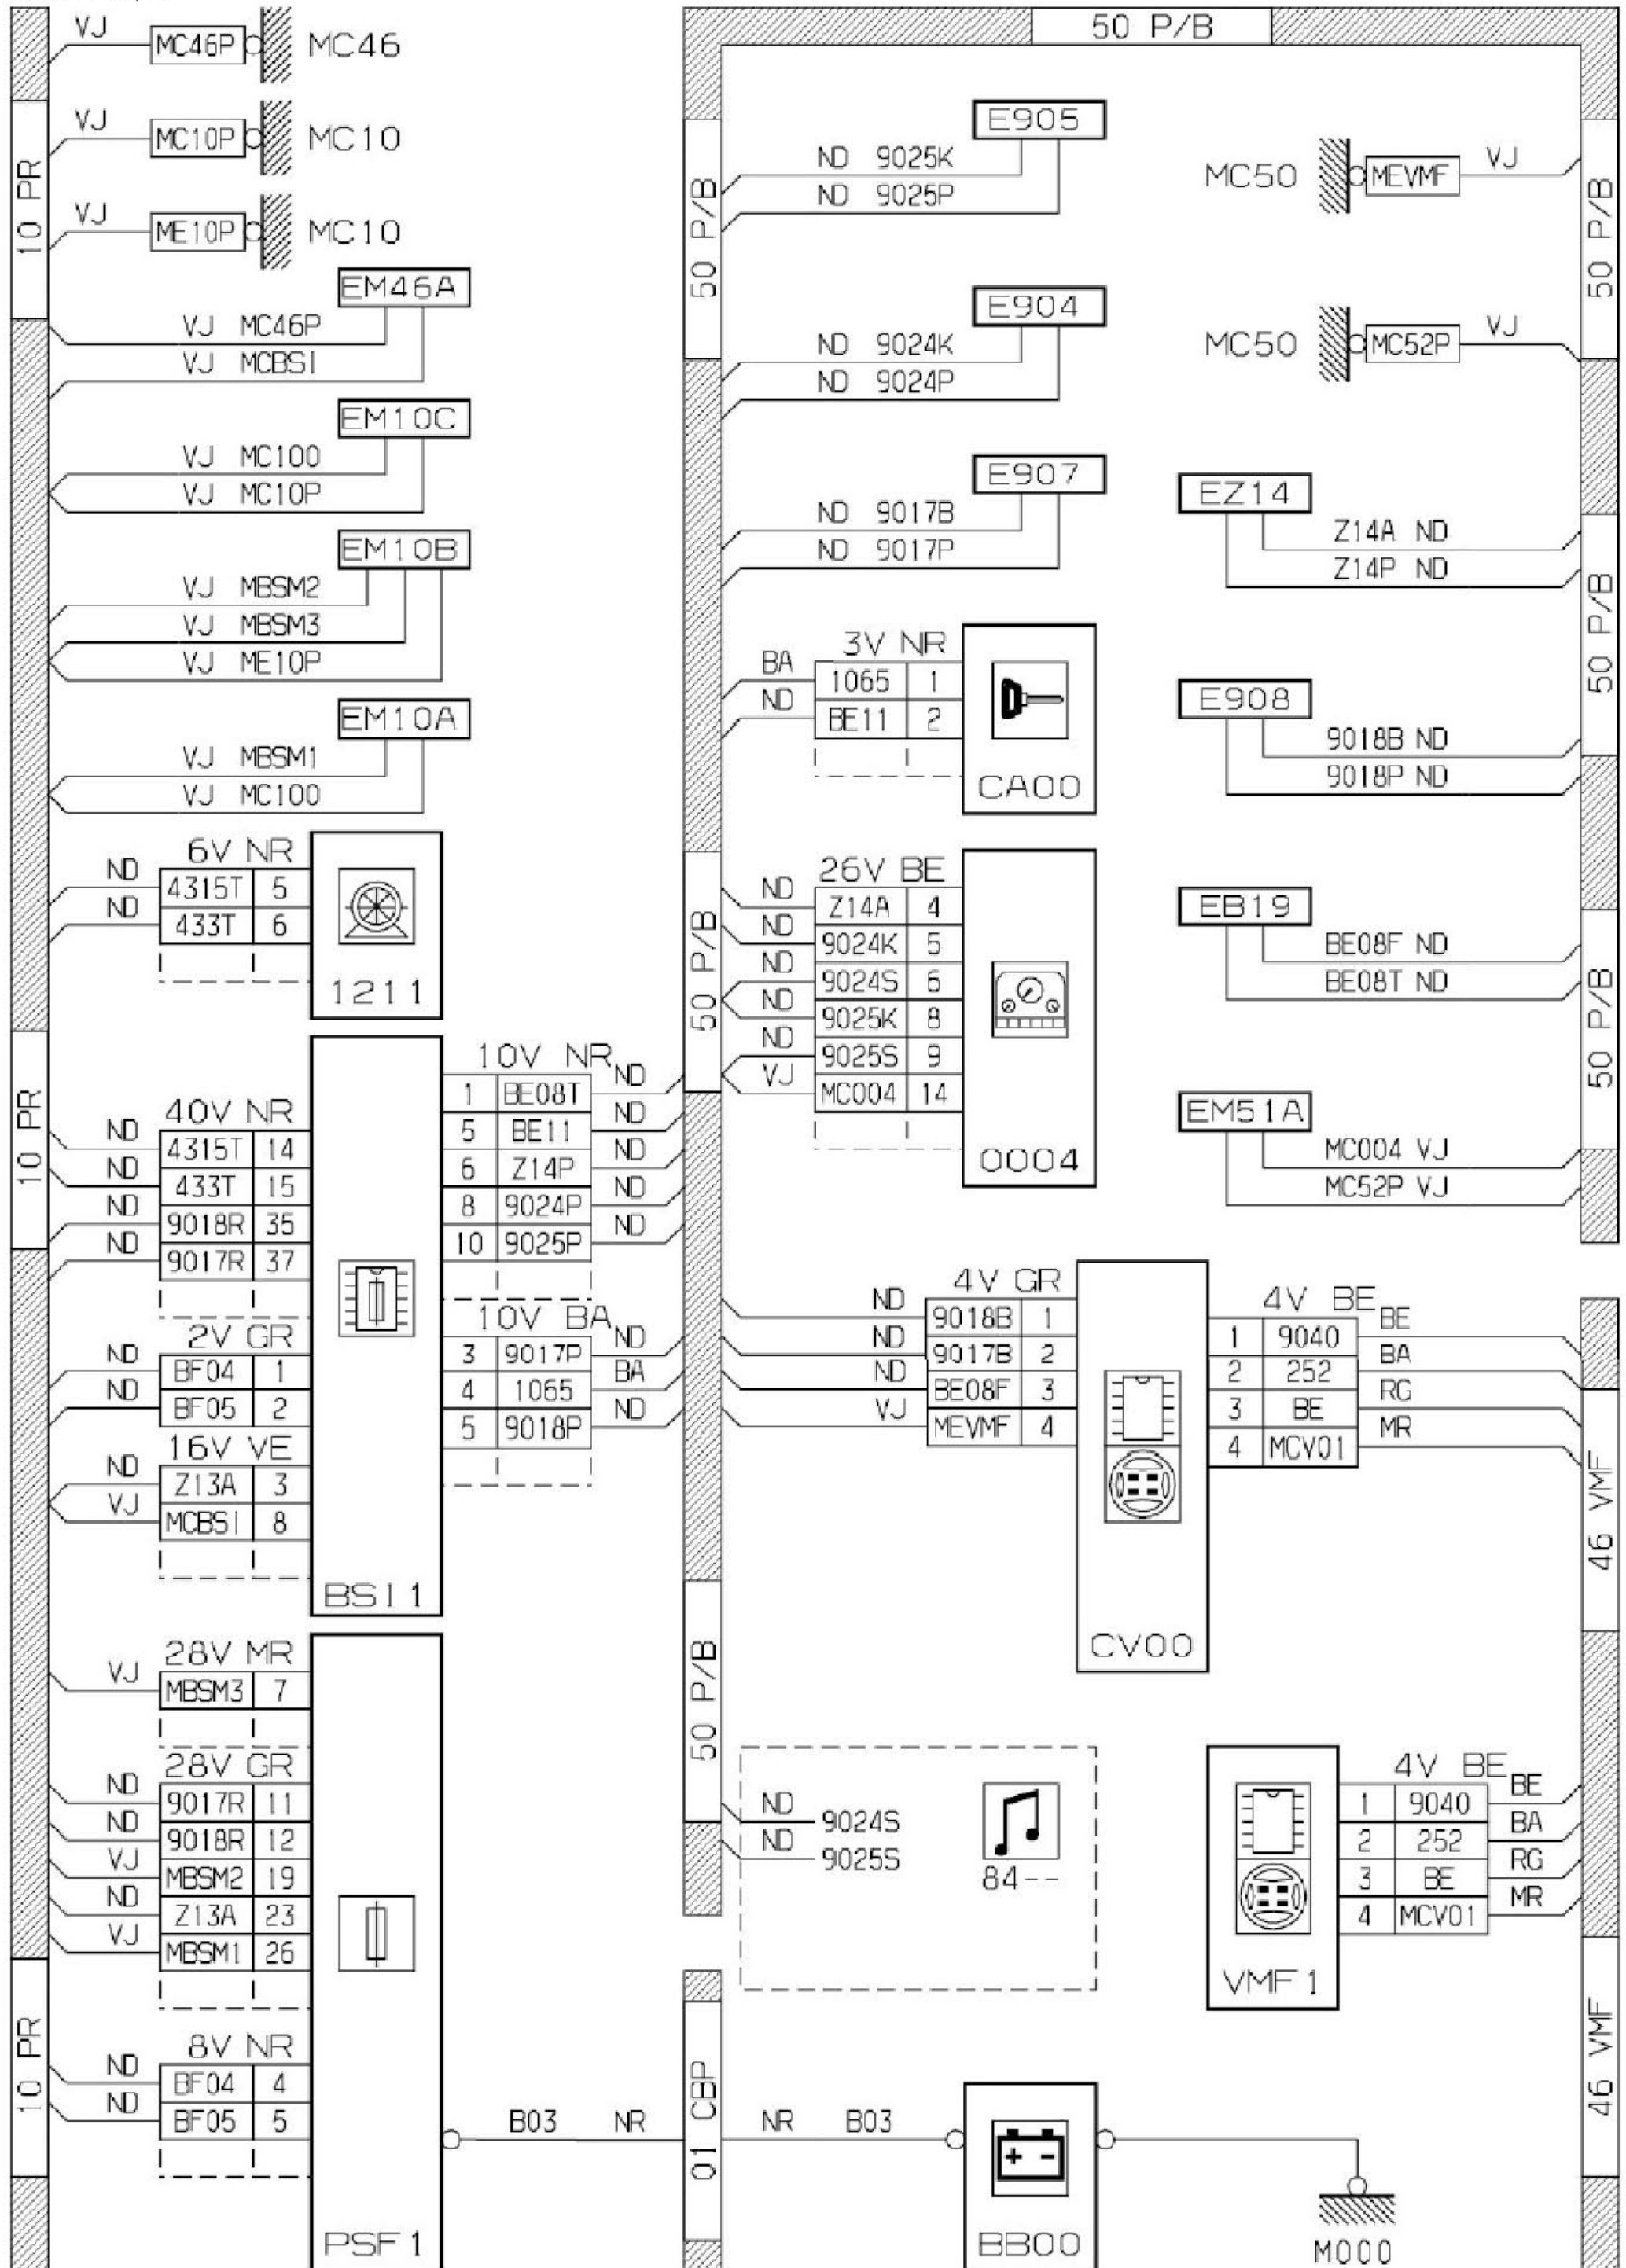 50 P/B
VJ MC46P MC46
VJ MC10P MC10
10 PR
VJ ME10P MC10
EM46A
VJ MC46P
VJ MCBSI
EM10C
VJ MC100
VJ MC10P
EM10B
VJ MBSM2
VJ MBSM3
VJ ME10P
EM10A
VJ MBSM1
VJ MC100
6V NR
ND 4315T 5
ND 433T 6
1211
10 PR
40V NR
ND 4315T 14
ND 433T 15
ND 9018R 35
ND 9017R 37
2V GR
ND BF04 1
ND BF05 2
16V VE
ND Z13A 3
VJ MCBSI 8
BSI1
10V NR
1 BE08T ND
5 BE11 ND
6 Z14P ND
8 9024P ND
10 9025P ND
10V BA
3 9017P ND
4 1065 BA
5 9018P ND
28V MR
VJ MBSM3 7
28V GR
ND 9017R 11
ND 9018R 12
VJ MBSM2 19
ND Z13A 23
VJ MBSM1 26
10 PR
8V NR
ND BF04 4
ND BF05 5
PSF1
B03 NR
01 CBP
NR B03
BB00
M000
50 P/B
E905
ND 9025K
ND 9025P
E904
ND 9024K
ND 9024P
E907
ND 9017B
ND 9017P
3V NR
BA 1065 1
ND BE11 2
CA00
50 P/B
26V BE
ND Z14A 4
ND 9024K 5
ND 9024S 6
ND 9025K 8
ND 9025S 9
VJ MC004 14
0004
MC50 MEVMF VJ
50 P/B
MC50 MC52P VJ
EZ14
Z14A ND
Z14P ND
50 P/B
E908
9018B ND
9018P ND
EB19
BE08F ND
BE08T ND
50 P/B
EM51A
MC004 VJ
MC52P VJ
4V GR
ND 9018B 1
ND 9017B 2
ND BE08F 3
VJ MEVMF 4
CV00
4V BE
1 9040 BE
2 252 BA
3 BE RG
4 MCV01 MR
46 VMF
50 P/B
ND 9024S
ND 9025S
84--
4V BE
1 9040 BE
2 252 BA
3 BE RG
4 MCV01 MR
VMF1
46 VMF